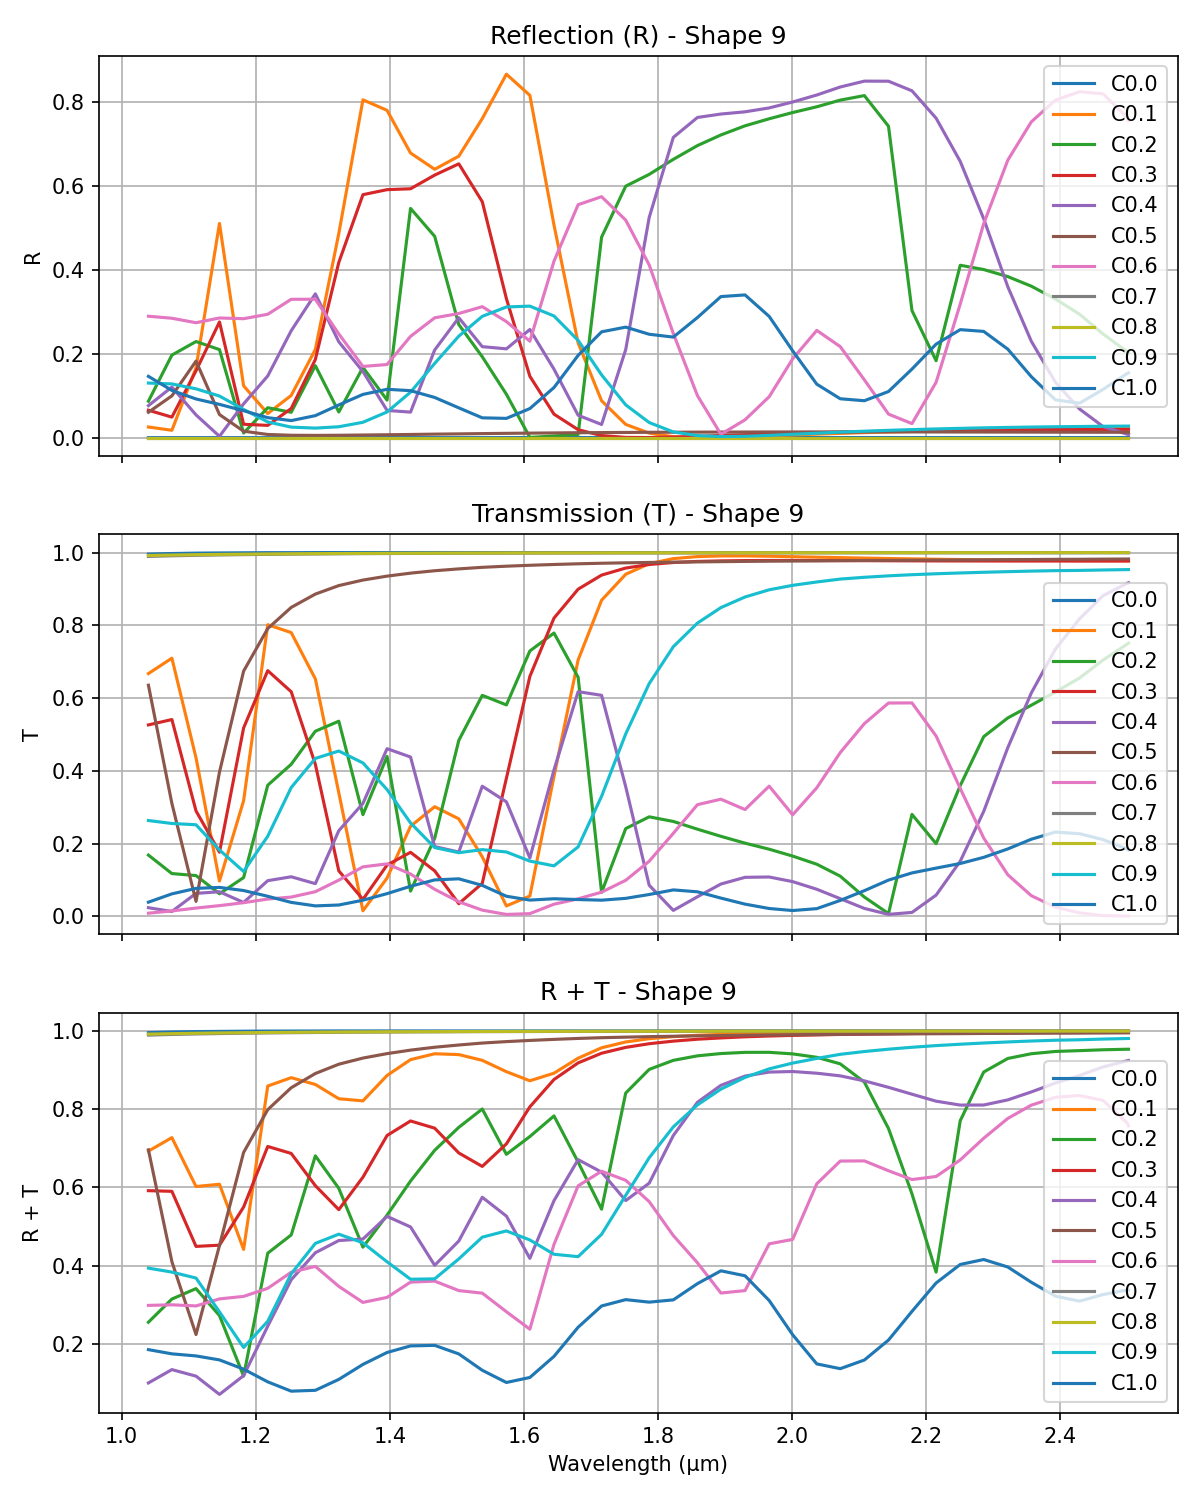 Reflection (R) - Shape 9
R
0.8
0.6
0.4
0.2
0.0
C0.0
C0.1
C0.2
C0.3
C0.4
C0.5
C0.6
C0.7
C0.8
C0.9
C1.0
Transmission (T) - Shape 9
T
1.0
0.8
0.6
0.4
0.2
0.0
C0.0
C0.1
C0.2
C0.3
C0.4
C0.5
C0.6
C0.7
C0.8
C0.9
C1.0
R + T - Shape 9
R + T
1.0
0.8
0.6
0.4
0.2
C0.0
C0.1
C0.2
C0.3
C0.4
C0.5
C0.6
C0.7
C0.8
C0.9
C1.0
1.0 1.2 1.4 1.6 1.8 2.0 2.2 2.4
Wavelength (μm)